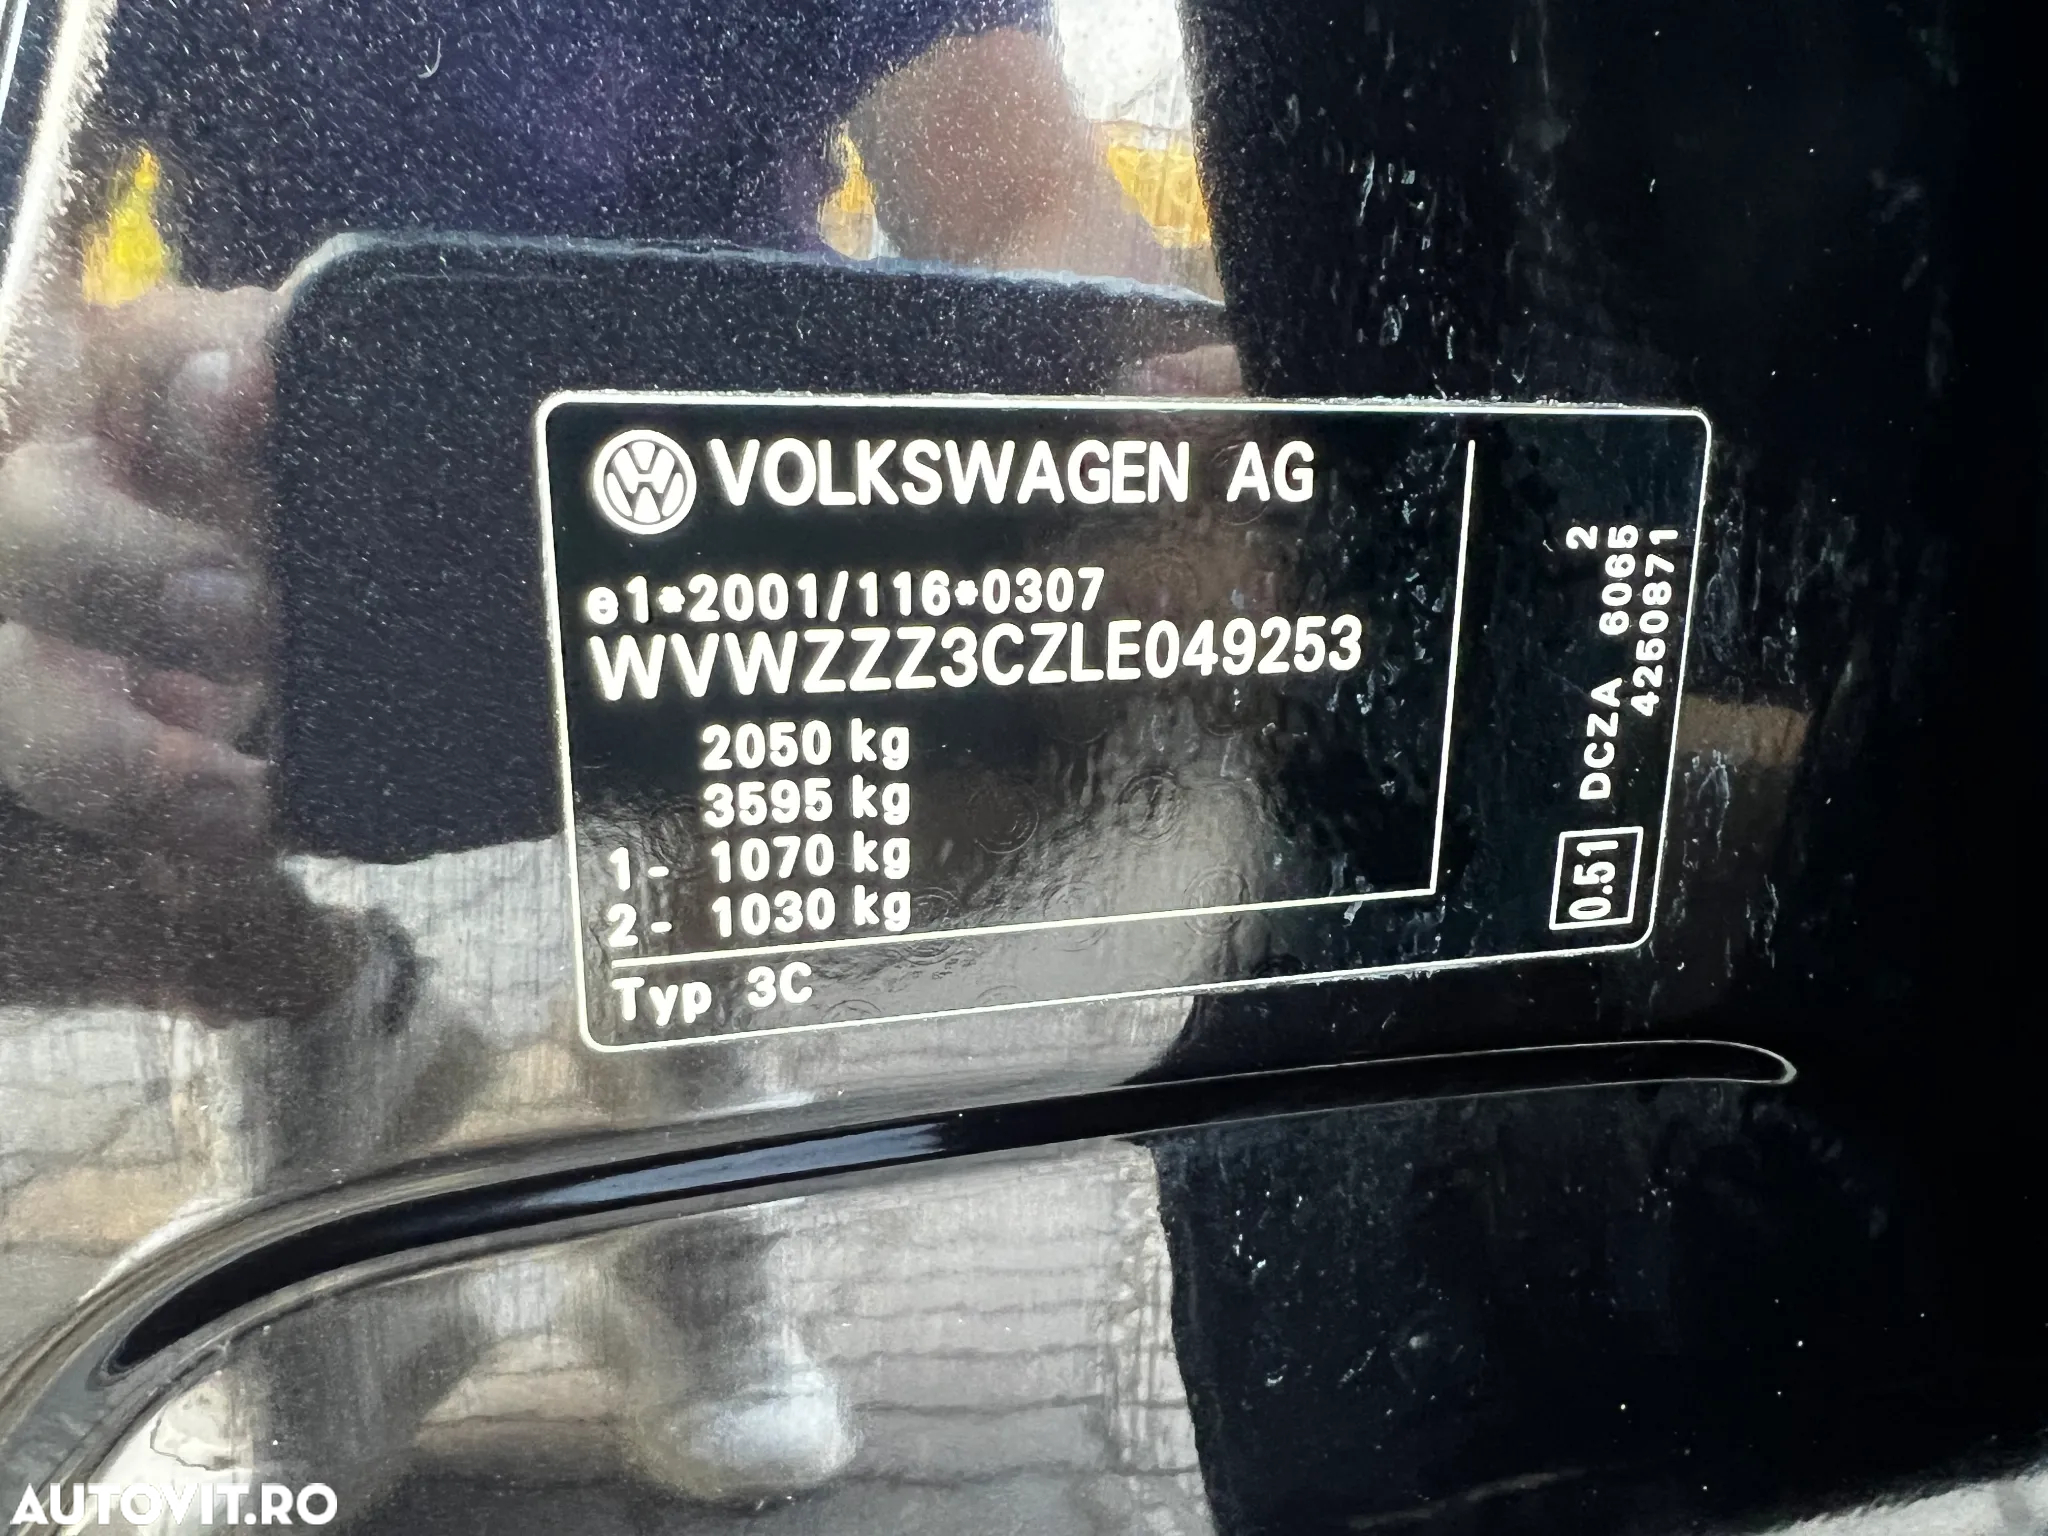 VOLKSWAGEN AG
e1*2001/116*0307
WVWZZZ3CZLE049253
2050 kg
3595 kg
1- 1070 kg
2- 1030 kg
Typ 3C
2
DCZA 6065
4250871
0.51
AUTOVIT.RO